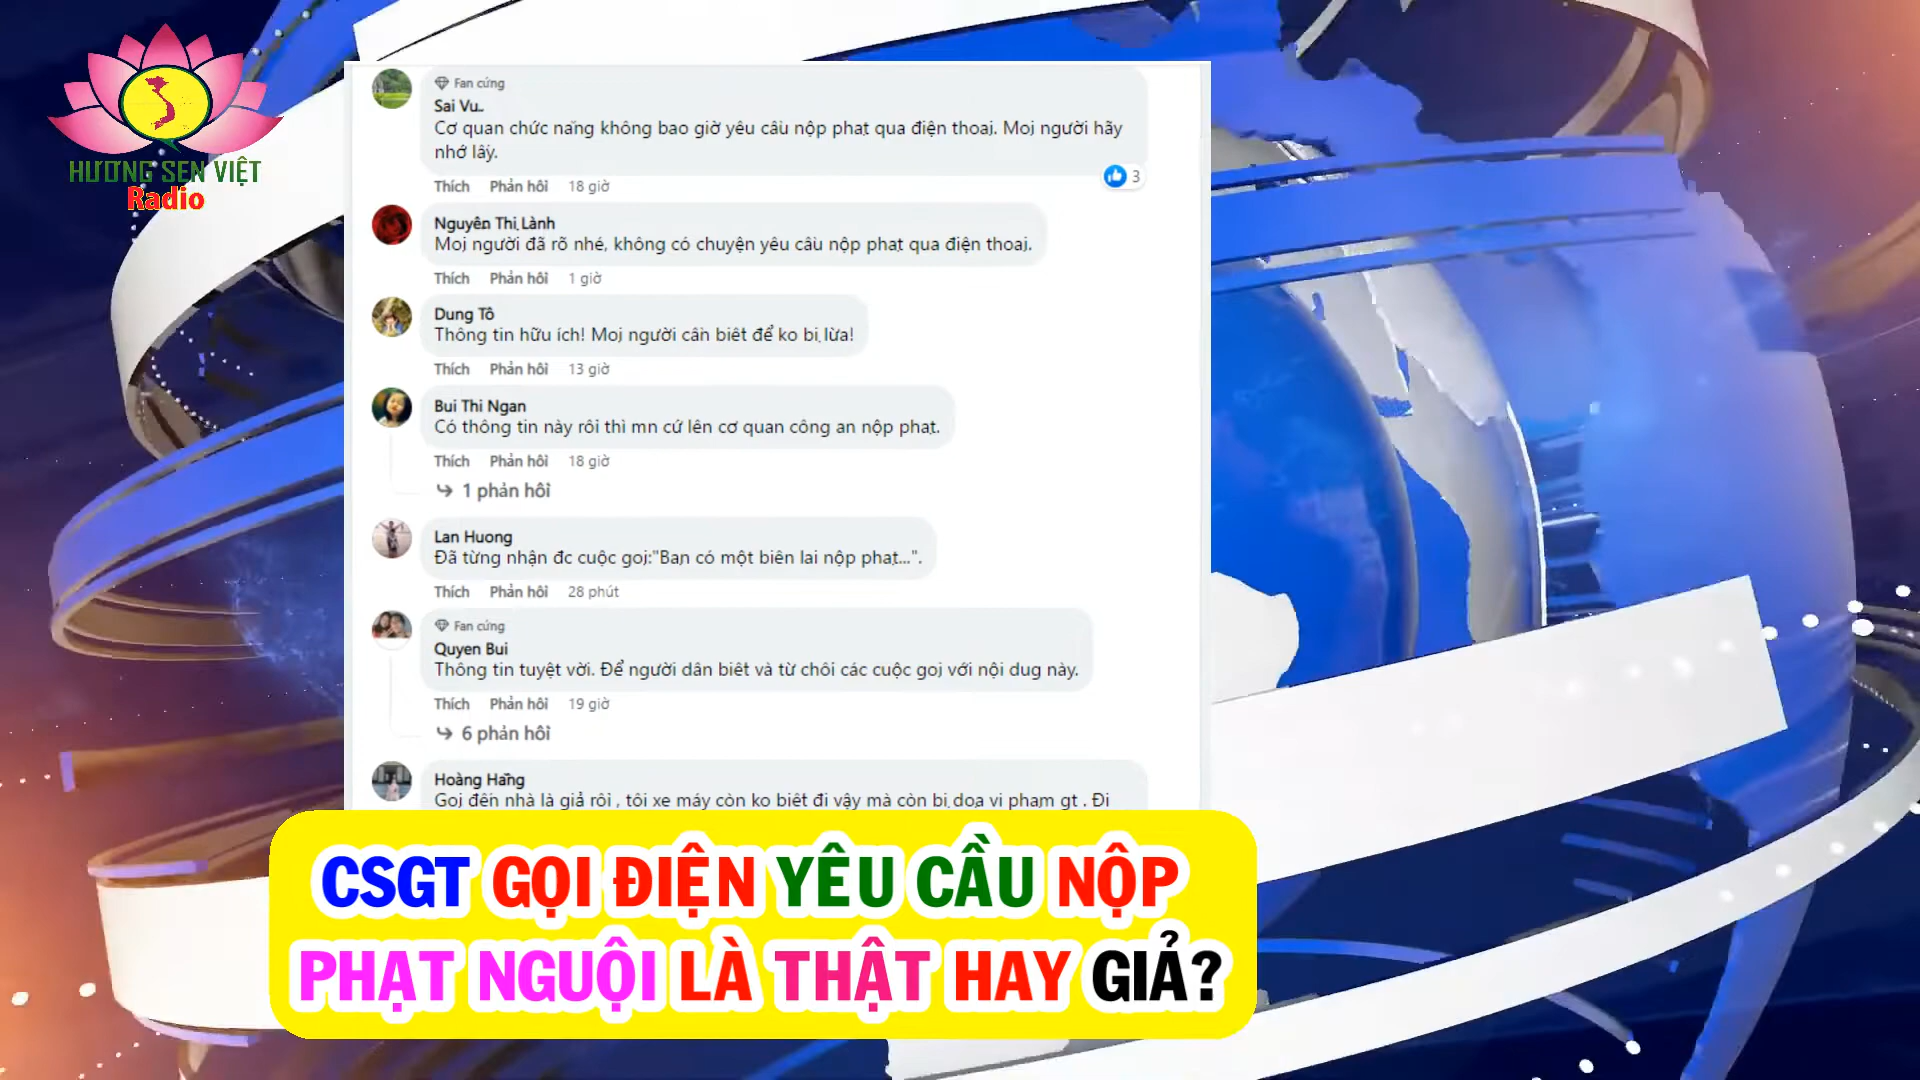 HƯƠNG SEN VIỆT
Radio
Fan cứng
Sai Vu..
Cơ quan chức năng không bao giờ yêu cầu nộp phạt qua điện thoại. Mọi người hãy
nhớ lấy.
Thích Phản hồi 18 giờ
3
Nguyễn Thị Lành
Mọi người đã rõ nhé, không có chuyện yêu cầu nộp phạt qua điện thoại.
Thích Phản hồi 1 giờ
Dung Tô
Thông tin hữu ích! Mọi người cần biết để ko bị lừa!
Thích Phản hồi 13 giờ
Bui Thi Ngan
Có thông tin này rồi thì mn cứ lên cơ quan công an nộp phạt.
Thích Phản hồi 18 giờ
1 phản hồi
Lan Huong
Đã từng nhận đc cuộc gọi:"Bạn có một biên lai nộp phạt...".
Thích Phản hồi 28 phút
Fan cứng
Quyen Bui
Thông tin tuyệt vời. Để người dân biết và từ chối các cuộc gọi với nội dug này.
Thích Phản hồi 19 giờ
6 phản hồi
Hoàng Hằng
Gọi đến nhà là giả rồi , tôi xe máy còn ko biết đi vậy mà còn bị dọa vi phạm gt . Đi
CSGT GỌI ĐIỆN YÊU CẦU NỘP
PHẠT NGUỘI LÀ THẬT HAY GIẢ?